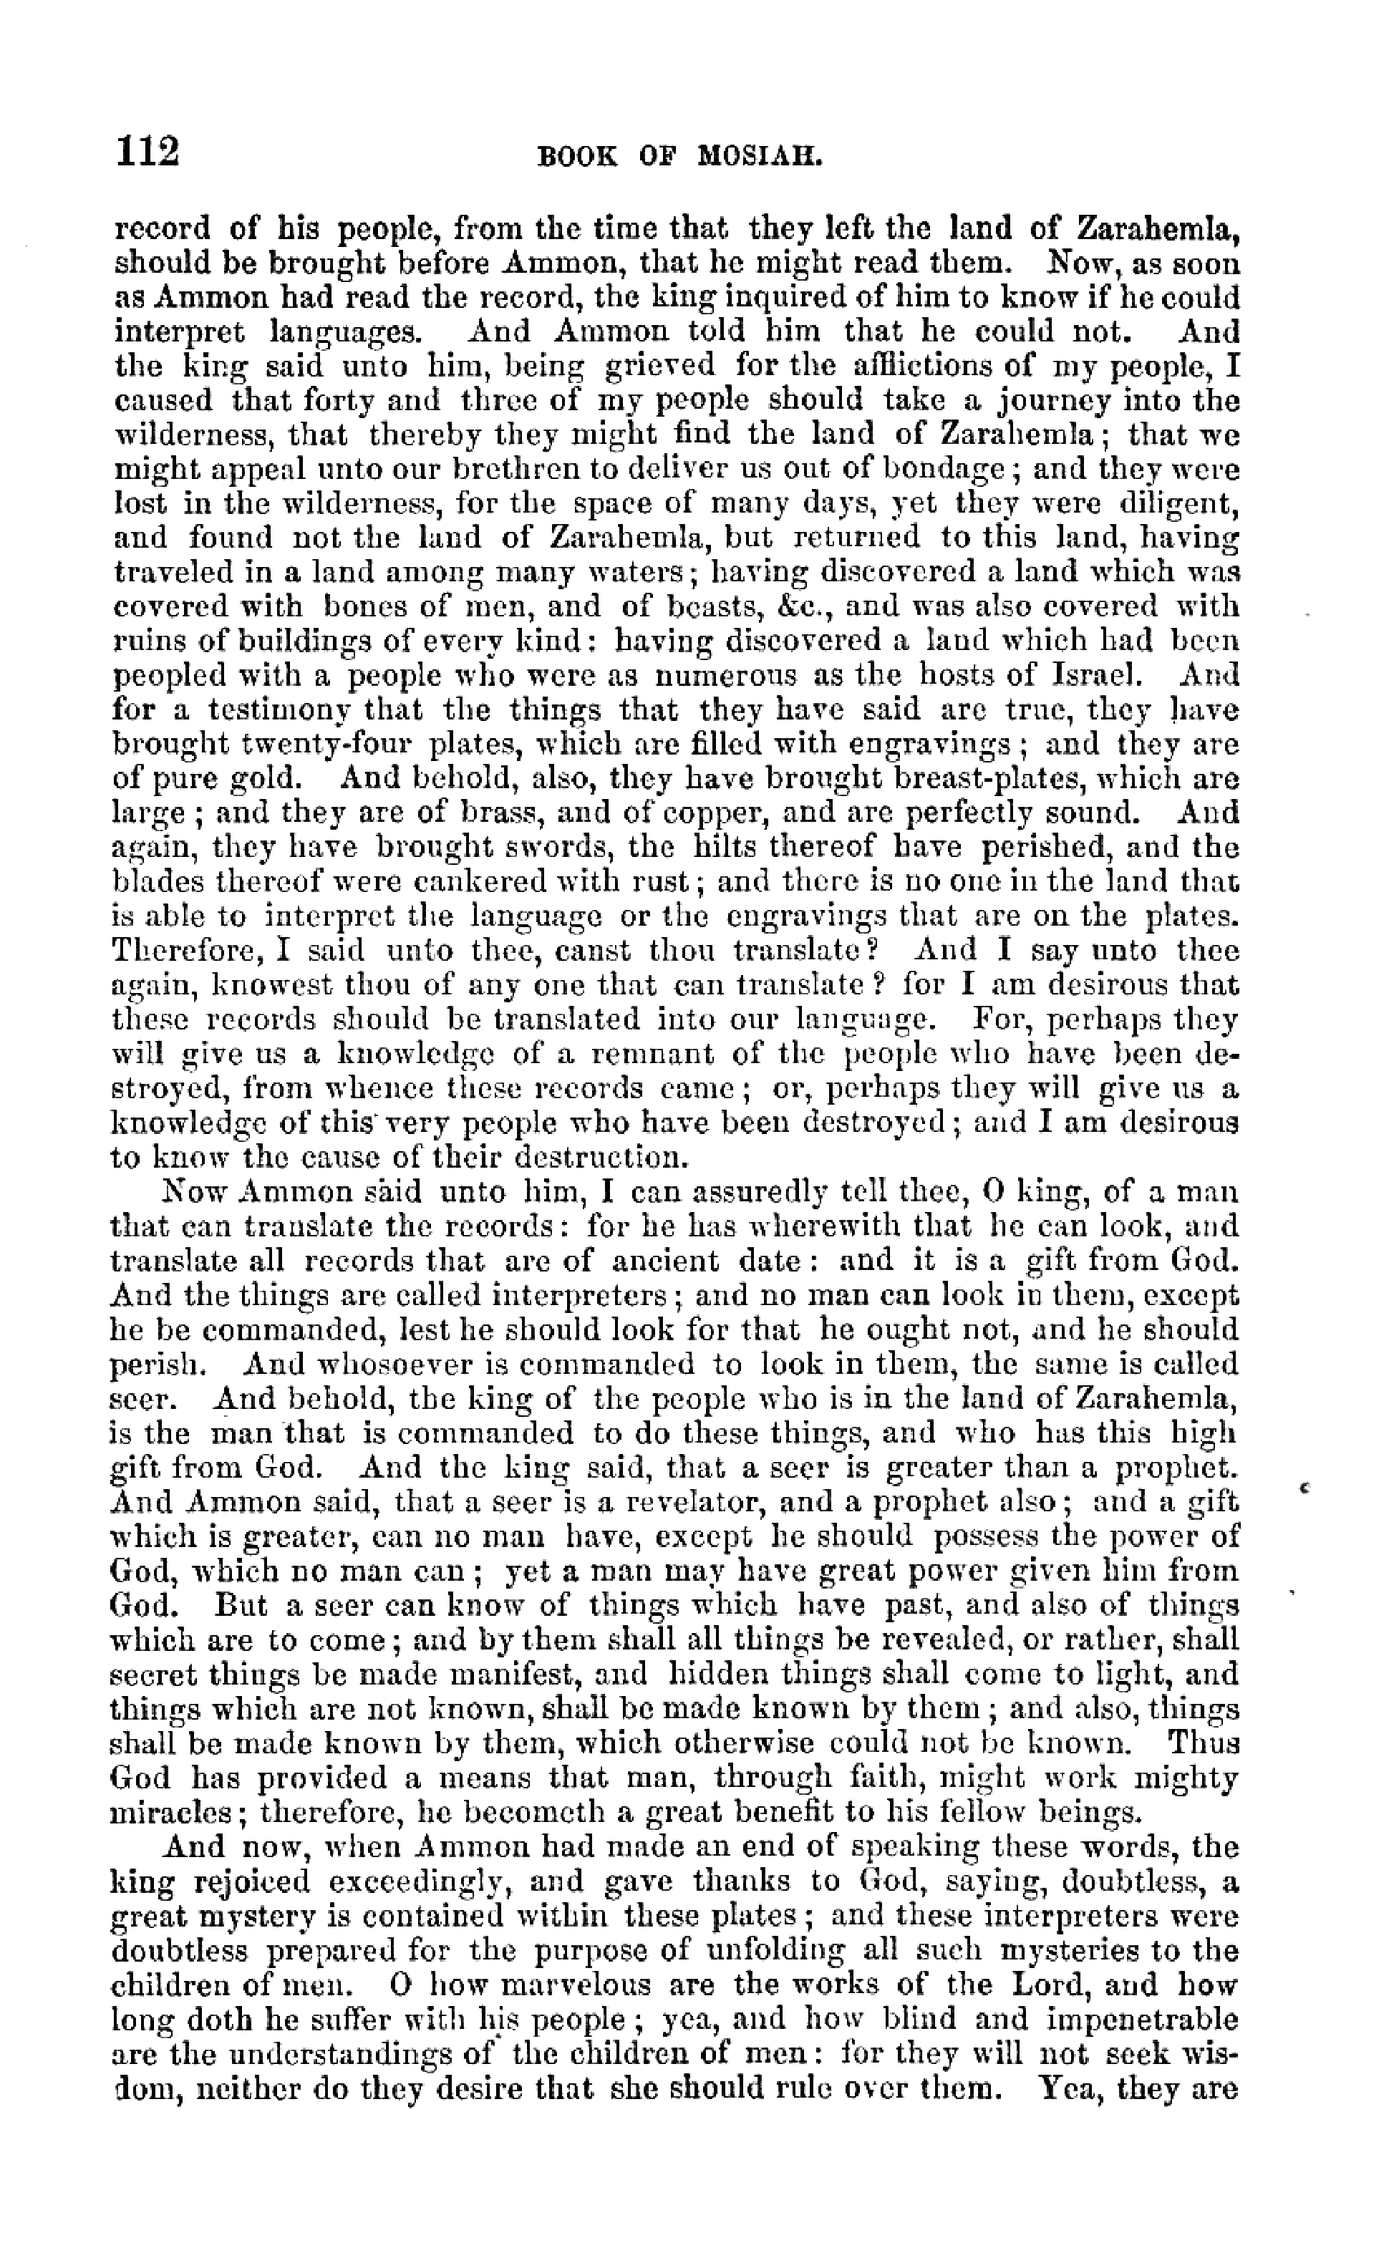 112 BOOK OF MOSIAH.
record of his people, from the time that they left the land of Zarahemla,
should be brought before Ammon, that he might read them. Now, as soon
as Ammon had read the record, the king inquired of him to know if he could
interpret languages. And Ammon told him that he could not. And
the king said unto him, being grieved for the afflictions of my people, I
caused that forty and three of my people should take a journey into the
wilderness, that thereby they might find the land of Zarahemla; that we
might appeal unto our brethren to deliver us out of bondage; and they were
lost in the wilderness, for the space of many days, yet they were diligent,
and found not the land of Zarahemla, but returned to this land, having
traveled in a land among many waters; having discovered a land which was
covered with bones of men, and of beasts, &c., and was also covered with
ruins of buildings of every kind: having discovered a land which had been
peopled with a people who were as numerous as the hosts of Israel. And
for a testimony that the things that they have said are true, they have
brought twenty-four plates, which are filled with engravings; and they are
of pure gold. And behold, also, they have brought breast-plates, which are
large; and they are of brass, and of copper, and are perfectly sound. And
again, they have brought swords, the hilts thereof have perished, and the
blades thereof were cankered with rust; and there is no one in the land that
is able to interpret the language or the engravings that are on the plates.
Therefore, I said unto thee, canst thou translate? And I say unto thee
again, knowest thou of any one that can translate? for I am desirous that
these records should be translated into our language. For, perhaps they
will give us a knowledge of a remnant of the people who have been de-
stroyed, from whence these records came; or, perhaps they will give us a
knowledge of this very people who have been destroyed; and I am desirous
to know the cause of their destruction.
Now Ammon said unto him, I can assuredly tell thee, O king, of a man
that can translate the records: for he has wherewith that he can look, and
translate all records that are of ancient date: and it is a gift from God.
And the things are called interpreters; and no man can look in them, except
he be commanded, lest he should look for that he ought not, and he should
perish. And whosoever is commanded to look in them, the same is called
seer. And behold, the king of the people who is in the land of Zarahemla,
is the man that is commanded to do these things, and who has this high
gift from God. And the king said, that a seer is greater than a prophet.
And Ammon said, that a seer is a revelator, and a prophet also; and a gift
which is greater, can no man have, except he should possess the power of
God, which no man can; yet a man may have great power given him from
God. But a seer can know of things which have past, and also of things
which are to come; and by them shall all things be revealed, or rather, shall
secret things be made manifest, and hidden things shall come to light, and
things which are not known, shall be made known by them; and also, things
shall be made known by them, which otherwise could not be known. Thus
God has provided a means that man, through faith, might work mighty
miracles; therefore, he becometh a great benefit to his fellow beings.
And now, when Ammon had made an end of speaking these words, the
king rejoiced exceedingly, and gave thanks to God, saying, doubtless, a
great mystery is contained within these plates; and these interpreters were
doubtless prepared for the purpose of unfolding all such mysteries to the
children of men. O how marvelous are the works of the Lord, and how
long doth he suffer with his people; yea, and how blind and impenetrable
are the understandings of the children of men: for they will not seek wis-
dom, neither do they desire that she should rule over them. Yea, they are